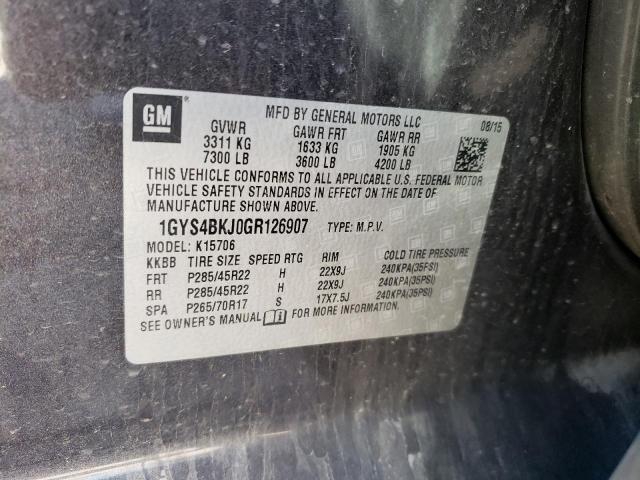 GM
MFD BY GENERAL MOTORS LLC 08/15
GVWR GAWR FRT GAWR RR
3311 KG 1633 KG 1905 KG
7300 LB 3600 LB 4200 LB
THIS VEHICLE CONFORMS TO ALL APPLICABLE U.S. FEDERAL MOTOR
VEHICLE SAFETY STANDARDS IN EFFECT ON THE DATE OF
MANUFACTURE SHOWN ABOVE.
1GYS4BKJ0GR126907 TYPE: M.P.V.
MODEL: K15706
KKBB TIRE SIZE SPEED RTG RIM COLD TIRE PRESSURE
FRT P285/45R22 H 22X9J 240KPA(35PSI)
RR P285/45R22 H 22X9J 240KPA(35PSI)
SPA P265/70R17 S 17X7.5J 240KPA(35PSI)
SEE OWNER'S MANUAL FOR MORE INFORMATION.